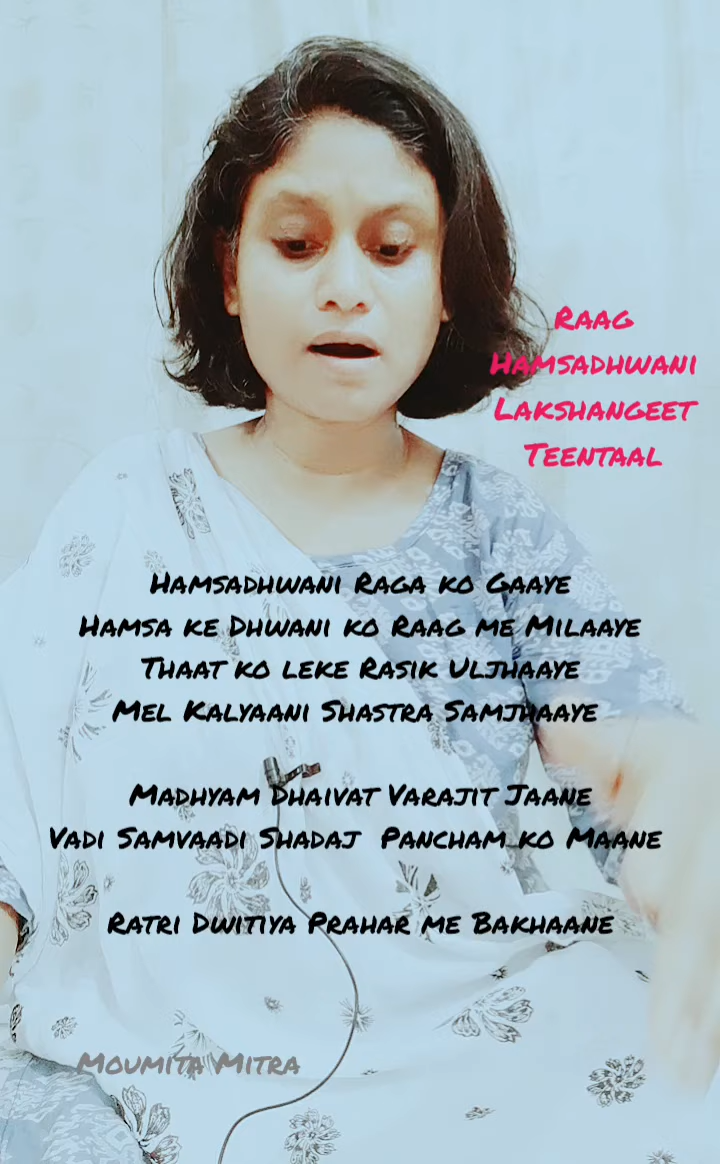 Raag
Hamsadhwani
Lakshangeet
Teentaal
Hamsadhwani Raga ko Gaaye
Hamsa ke Dhwani ko Raag me Milaaye
Thaat ko leke Rasik Uljhaaye
Mel Kalyaani Shastra Samjhaaye
Madhyam Dhaivat Varajit Jaane
Vadi Samvaadi Shadaj Pancham ko Maane
Ratri Dwitiya Prahar me Bakhaane
Moumita Mitra